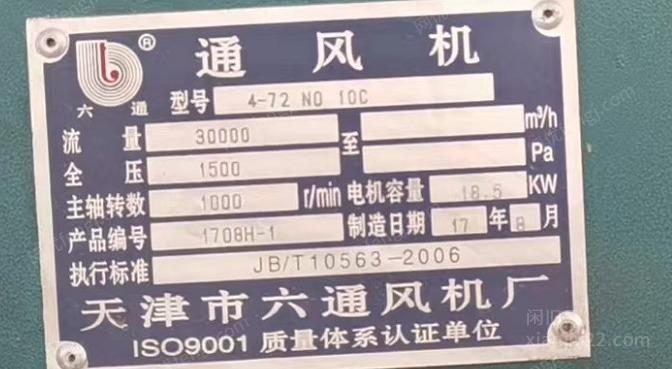 ® 通风机
六通 型号 4-72 NO 10C
流量 30000 至 m³/h
全压 1500 Pa
主轴转数 1000 r/min 电机容量 18.5 KW
产品编号 1708H-1 制造日期 17 年 8 月
执行标准 JB/T10563-2006
天津市六通风机厂
ISO9001 质量体系认证单位